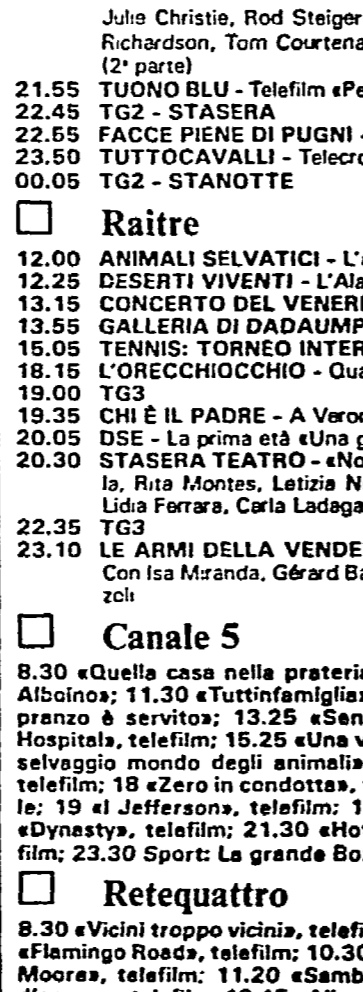 Julie Christie, Rod Steiger
Richardson, Tom Courtena
(2ª parte)
21.55 TUONO BLU - Telefilm «Pe
22.45 TG2 - STASERA
22.55 FACCE PIENE DI PUGNI -
23.50 TUTTOCAVALLI - Telecro
00.05 TG2 - STANOTTE
Raitre
12.00 ANIMALI SELVATICI - L'a
12.25 DESERTI VIVENTI - L'Ala
13.15 CONCERTO DEL VENERI
13.55 GALLERIA DI DADAUMP
15.05 TENNIS: TORNEO INTER
18.15 L'ORECCHIOCCHIO - Qua
19.00 TG3
19.35 CHI È IL PADRE - A Vero
20.05 DSE - La prima età «Una g
20.30 STASERA TEATRO - «No
la, Rita Montes, Letizia N
Lidia Ferrara, Carla Ladaga
22.35 TG3
23.10 LE ARMI DELLA VENDE
Con Isa Miranda, Gérard Ba
zoli
Canale 5
8.30 «Quella casa nella prateria
Alboino»; 11.30 «Tuttinfamiglia»
pranzo è servito»; 13.25 «Sen
Hospital», telefilm; 15.25 «Una v
selvaggio mondo degli animali»
telefilm; 18 «Zero in condotta»,
le; 19 «I Jefferson», telefilm; 1
«Dynasty», telefilm; 21.30 «Ho
film; 23.30 Sport: La grande Bo
Retequattro
8.30 «Vicini troppo vicini», telefi
«Flamingo Road», telefilm; 10.30
Moore», telefilm; 11.20 «Samb